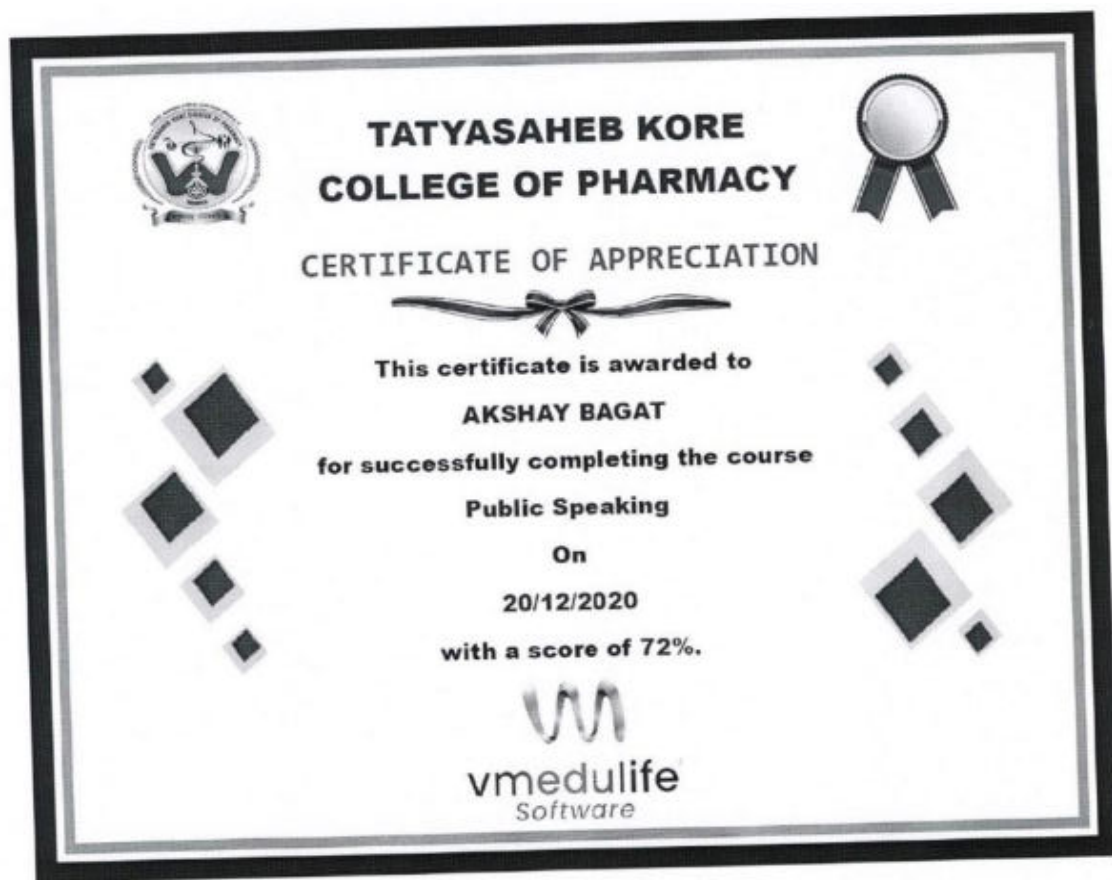 TATYASAHEB KORE
COLLEGE OF PHARMACY
CERTIFICATE OF APPRECIATION
This certificate is awarded to
AKSHAY BAGAT
for successfully completing the course
Public Speaking
On
20/12/2020
with a score of 72%.
vmedulife
Software